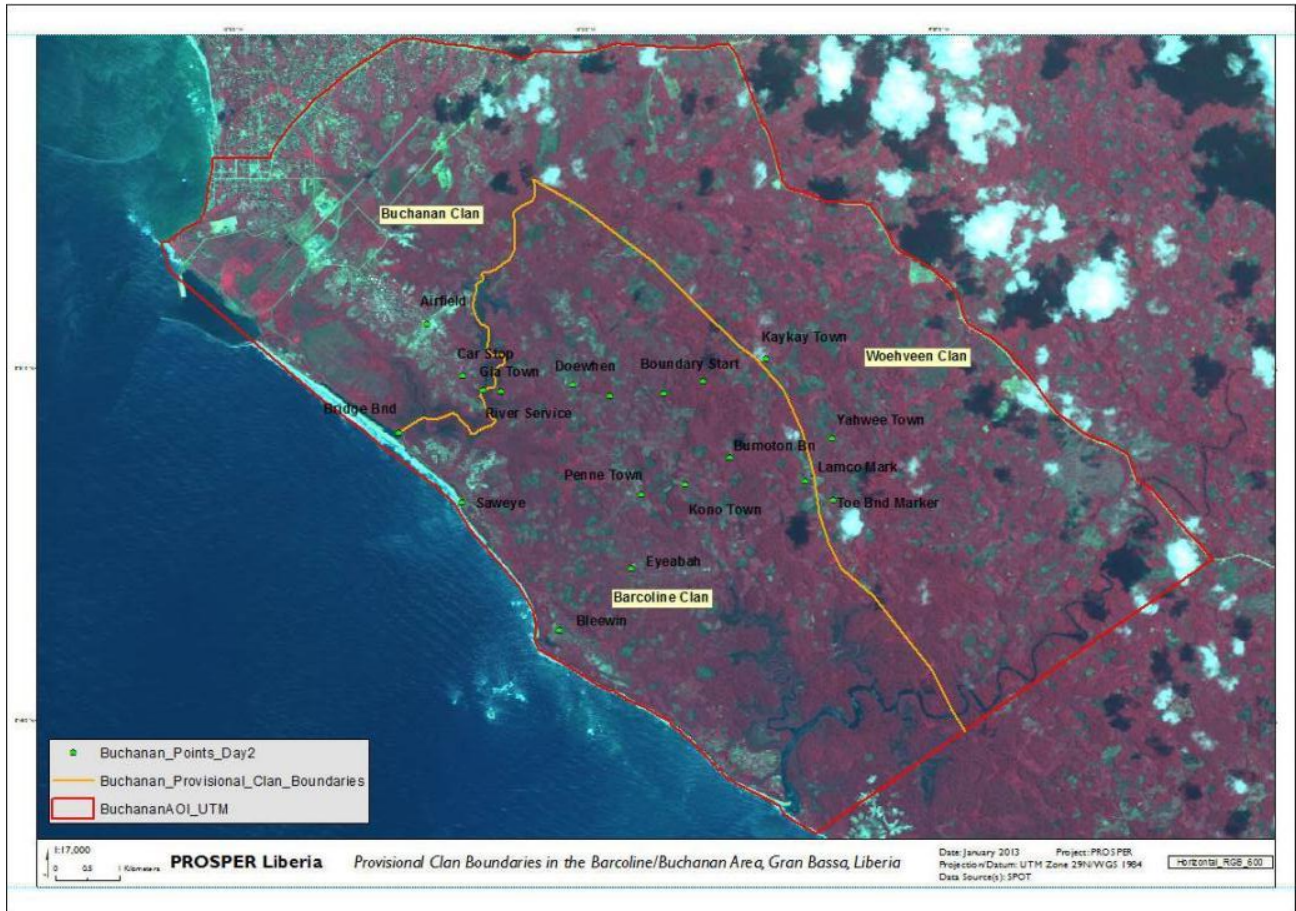 Buchanan Clan
Airfield
Kaykay Town
Woehveen Clan
Car Stop
Gfa Town
Doewhen
Boundary Start
Bridge Bnd
River Service
Yahwee Town
Bumoton Bn
Penne Town
Lamco Mark
Saweye
Kono Town
Toe Bnd Marker
Eyeabah
Barcoline Clan
Bleewin
Buchanan_Points_Day2
Buchanan_Provisional_Clan_Boundaries
BuchananAOI_UTM
1:17,000
0 0.5 1 Kilometers
PROSPER Liberia
Provisional Clan Boundaries in the Barcoline/Buchanan Area, Gran Bassa, Liberia
Date: January 2013 Project: PROSPER
Projection/Datum: UTM Zone 29N/WGS 1984
Data Source(s): SPOT
Horizontal_RGB_600